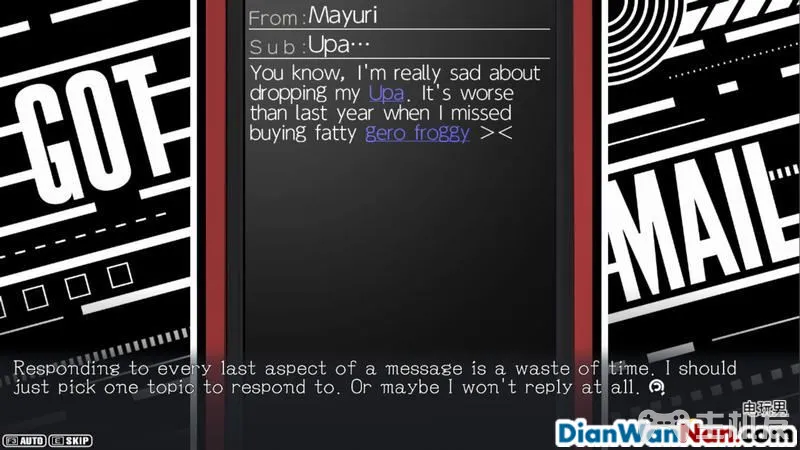 From:Mayuri
Sub:Upa…
You know, I'm really sad about
dropping my Upa. It's worse
than last year when I missed
buying fatty gero froggy ><
GOT
MAIL
Responding to every last aspect of a message is a waste of time. I should
just pick one topic to respond to. Or maybe I won't reply at all.
AUTO SKIP
电玩男
DianWanNan.com